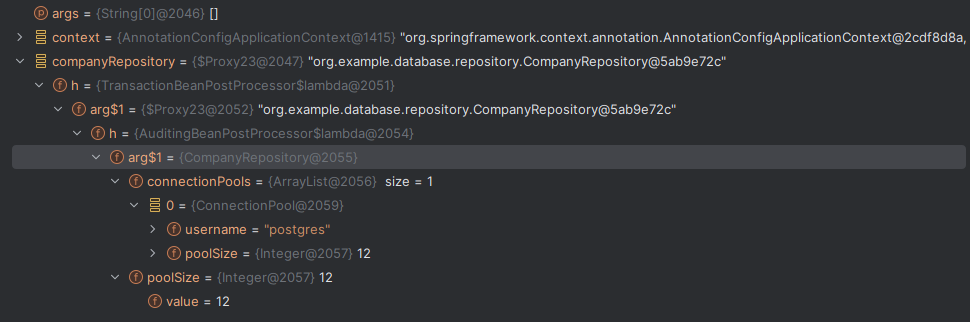 args = {String[0]@2046} []
context = {AnnotationConfigApplicationContext@1415} "org.springframework.context.annotation.AnnotationConfigApplicationContext@2cdf8d8a,
companyRepository = {$Proxy23@2047} "org.example.database.repository.CompanyRepository@5ab9e72c"
h = {TransactionBeanPostProcessor$lambda@2051}
arg$1 = {$Proxy23@2052} "org.example.database.repository.CompanyRepository@5ab9e72c"
h = {AuditingBeanPostProcessor$lambda@2054}
arg$1 = {CompanyRepository@2055}
connectionPools = {ArrayList@2056} size = 1
0 = {ConnectionPool@2059}
username = "postgres"
poolSize = {Integer@2057} 12
poolSize = {Integer@2057} 12
value = 12